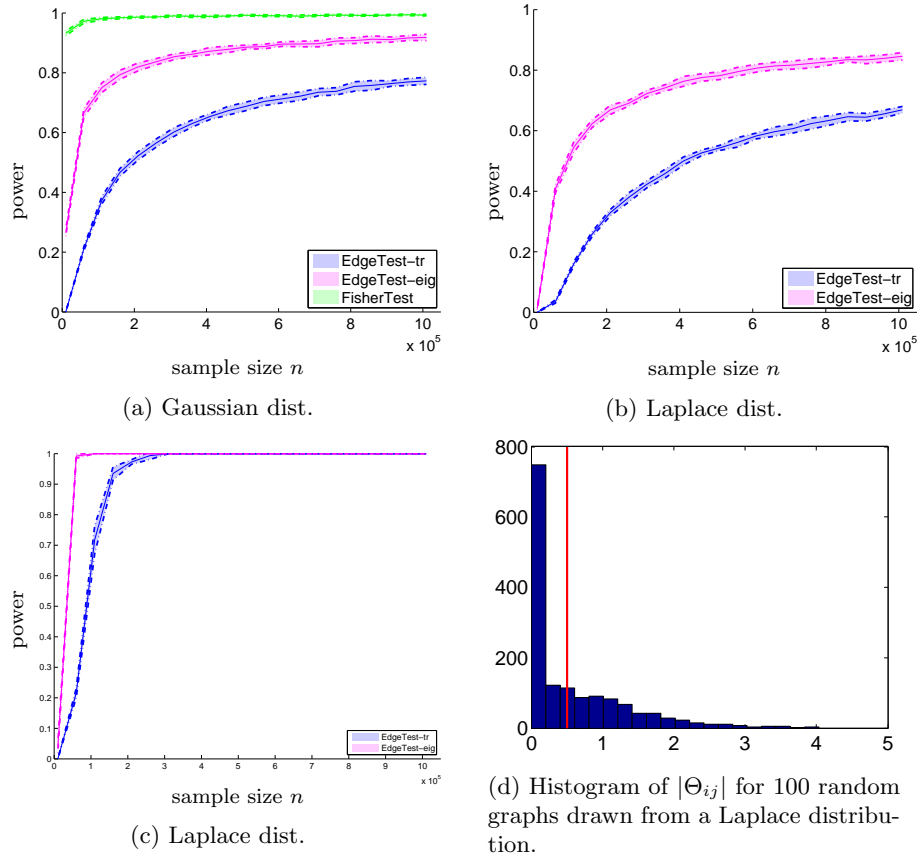 1
0.8
0.6
0.4
0.2
0
power
EdgeTest−tr
EdgeTest−eig
FisherTest
0 2 4 6 8 10
x 10^5
sample size n
(a) Gaussian dist.
1
0.8
0.6
0.4
0.2
0
power
EdgeTest−tr
EdgeTest−eig
0 2 4 6 8 10
x 10^5
sample size n
(b) Laplace dist.
1
0.9
0.8
0.7
0.6
0.5
0.4
0.3
0.2
0.1
0
power
EdgeTest−tr
EdgeTest−eig
0 1 2 3 4 5 6 7 8 9 10
x 10^5
sample size n
(c) Laplace dist.
800
600
400
200
0
0 1 2 3 4 5
(d) Histogram of |Θij| for 100 random
graphs drawn from a Laplace distribu-
tion.